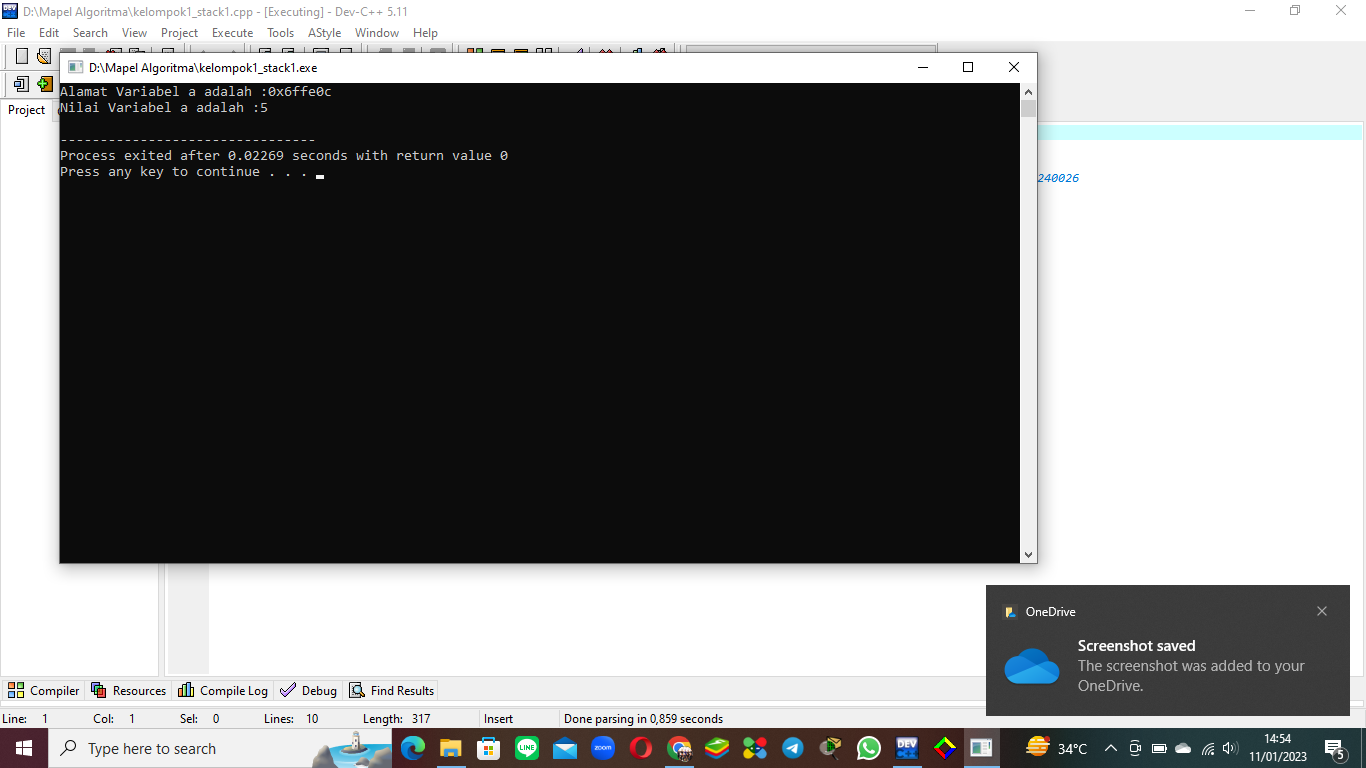 D:\Mapel Algoritma\kelompok1_stack1.cpp - [Executing] - Dev-C++ 5.11
File Edit Search View Project Execute Tools AStyle Window Help
D:\Mapel Algoritma\kelompok1_stack1.exe
Project
Alamat Variabel a adalah :0x6ffe0c
Nilai Variabel a adalah :5
--------------------------------
Process exited after 0.02269 seconds with return value 0
Press any key to continue . . .
240026
OneDrive
Screenshot saved
The screenshot was added to your
OneDrive.
Compiler Resources Compile Log Debug Find Results
Line: 1 Col: 1 Sel: 0 Lines: 10 Length: 317 Insert Done parsing in 0,859 seconds
Type here to search
LINE
zoom
DEV
34°C
14:54
11/01/2023
5